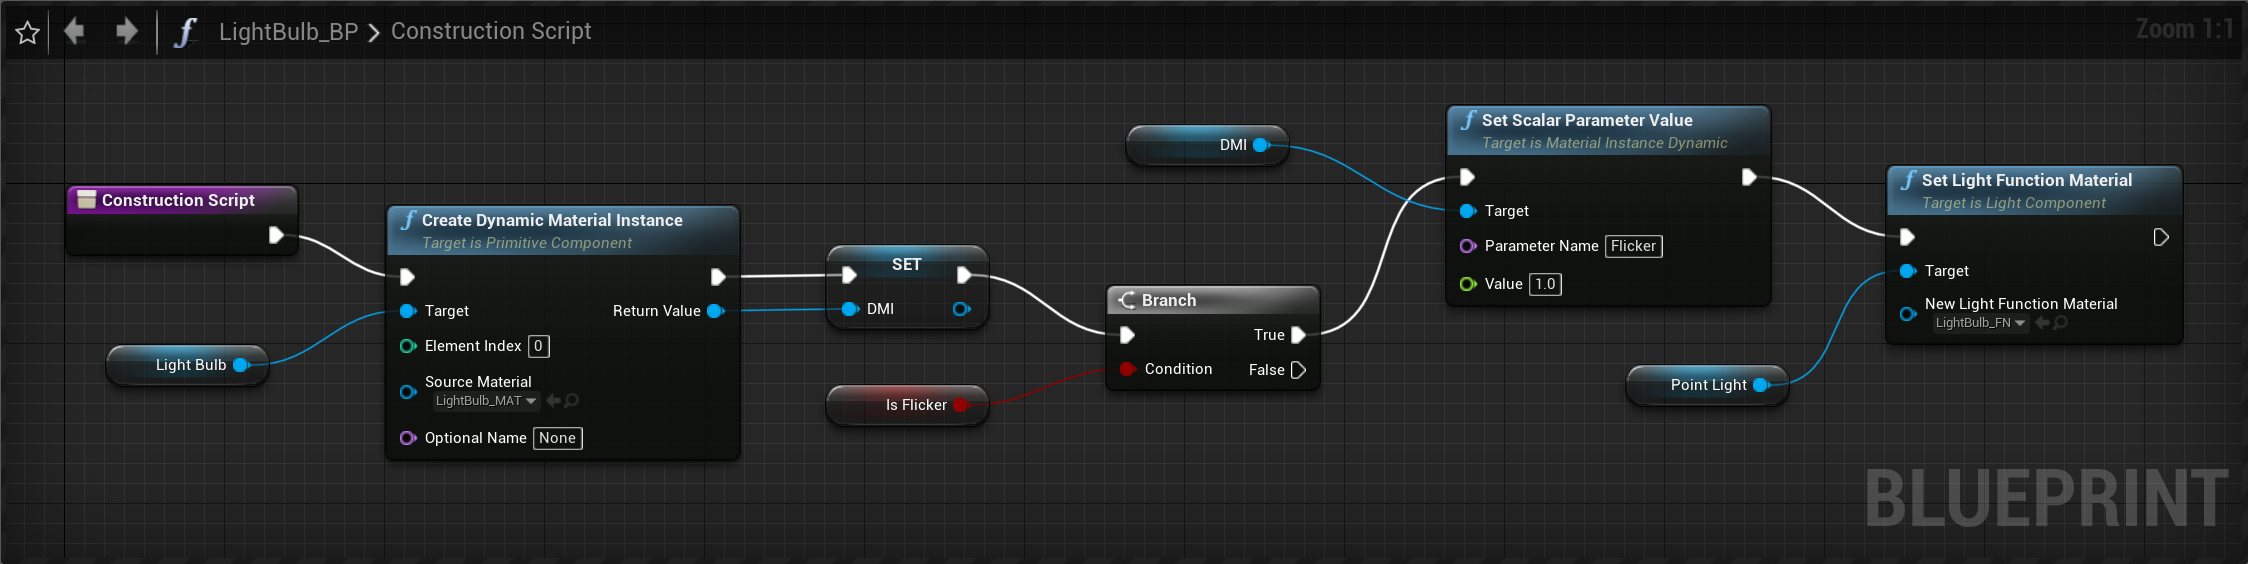 LightBulb_BP > Construction Script
Zoom 1:1
Construction Script
Light Bulb
Create Dynamic Material Instance
Target is Primitive Component
Target
Return Value
Element Index 0
Source Material
LightBulb_MAT
Optional Name None
SET
DMI
Is Flicker
Branch
True
Condition
False
DMI
Set Scalar Parameter Value
Target is Material Instance Dynamic
Target
Parameter Name Flicker
Value 1.0
Point Light
Set Light Function Material
Target is Light Component
Target
New Light Function Material
LightBulb_FN
BLUEPRINT